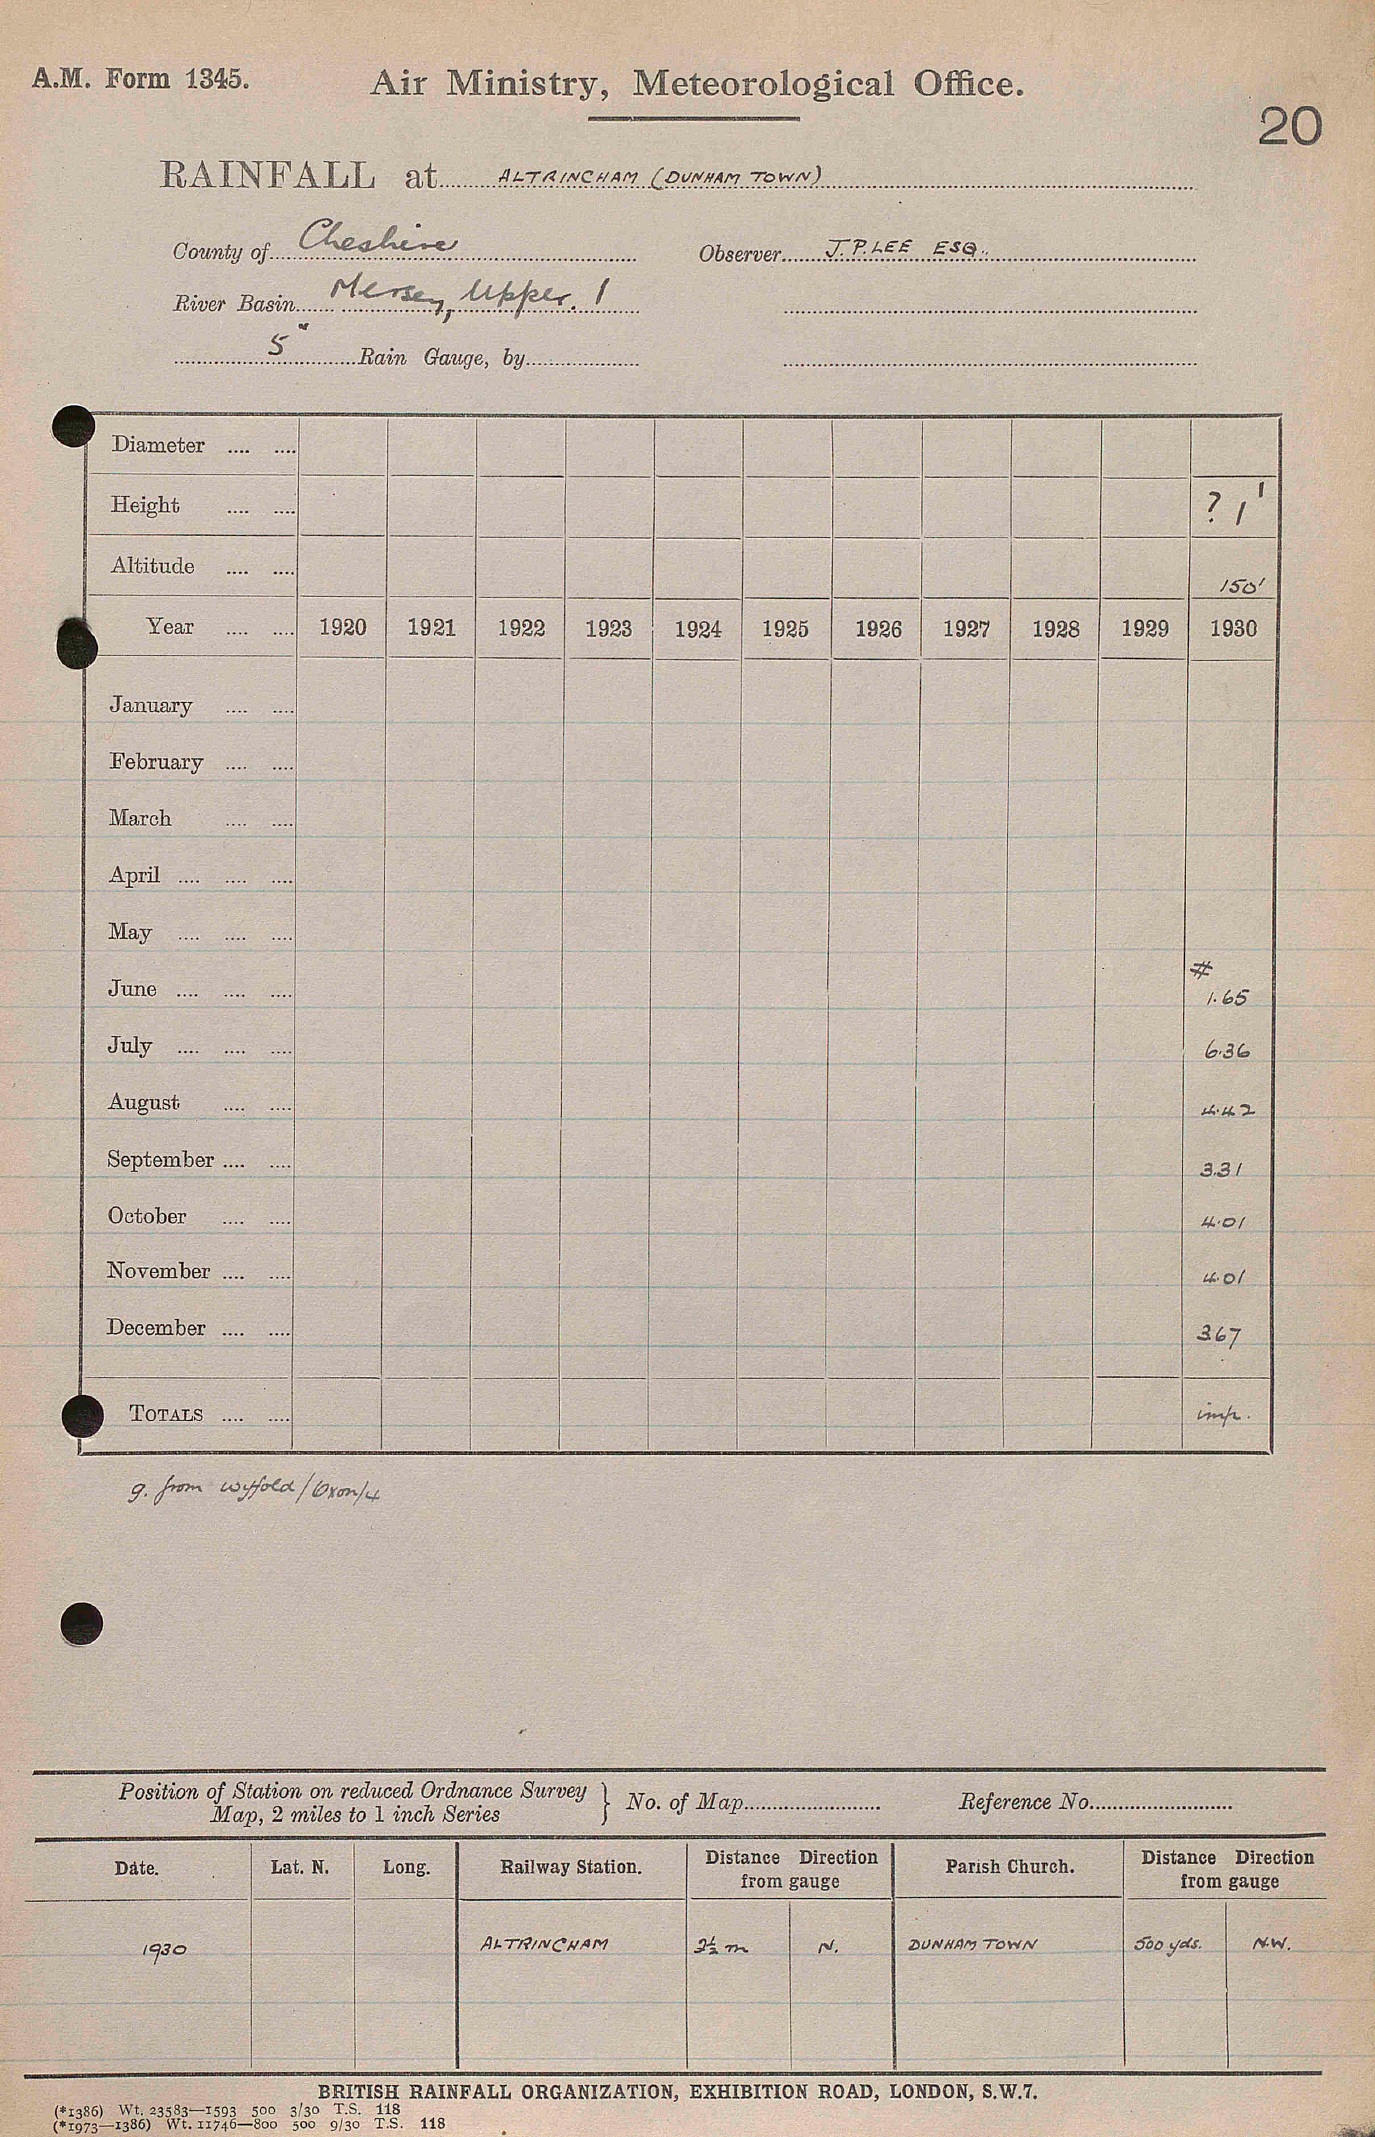 A.M. Form 1345.
Air Ministry, Meteorological Office.
20
RAINFALL at ALTRINCHAM (DUNHAM TOWN)
County of Cheshire Observer J.P. LEE ESQ.
River Basin Mersey, Upper. 1
5" Rain Gauge, by
Diameter .... ....
Height .... .... ? 1'
Altitude .... .... 150'
Year .... .... 1920 1921 1922 1923 1924 1925 1926 1927 1928 1929 1930
January .... ....
February .... ....
March .... ....
April .... .... ....
May .... .... ....
June .... .... .... # 1.65
July .... .... .... 6.36
August .... .... 4.42
September .... .... 3.31
October .... .... 4.01
November .... .... 4.01
December .... .... 3.67
TOTALS .... .... imp.
g. from Wyfold/Oxon/4
Position of Station on reduced Ordnance Survey
Map, 2 miles to 1 inch Series } No. of Map Reference No.
Date. Lat. N. Long. Railway Station. Distance Direction from gauge Parish Church. Distance Direction from gauge
1930 ALTRINCHAM 2½ m N. DUNHAM TOWN 500 yds. N.W.
BRITISH RAINFALL ORGANIZATION, EXHIBITION ROAD, LONDON, S.W.7.
(*1386) Wt. 23583—1593 500 3/30 T.S. 118
(*1973—1386) Wt. 11746—800 500 9/30 T.S. 118